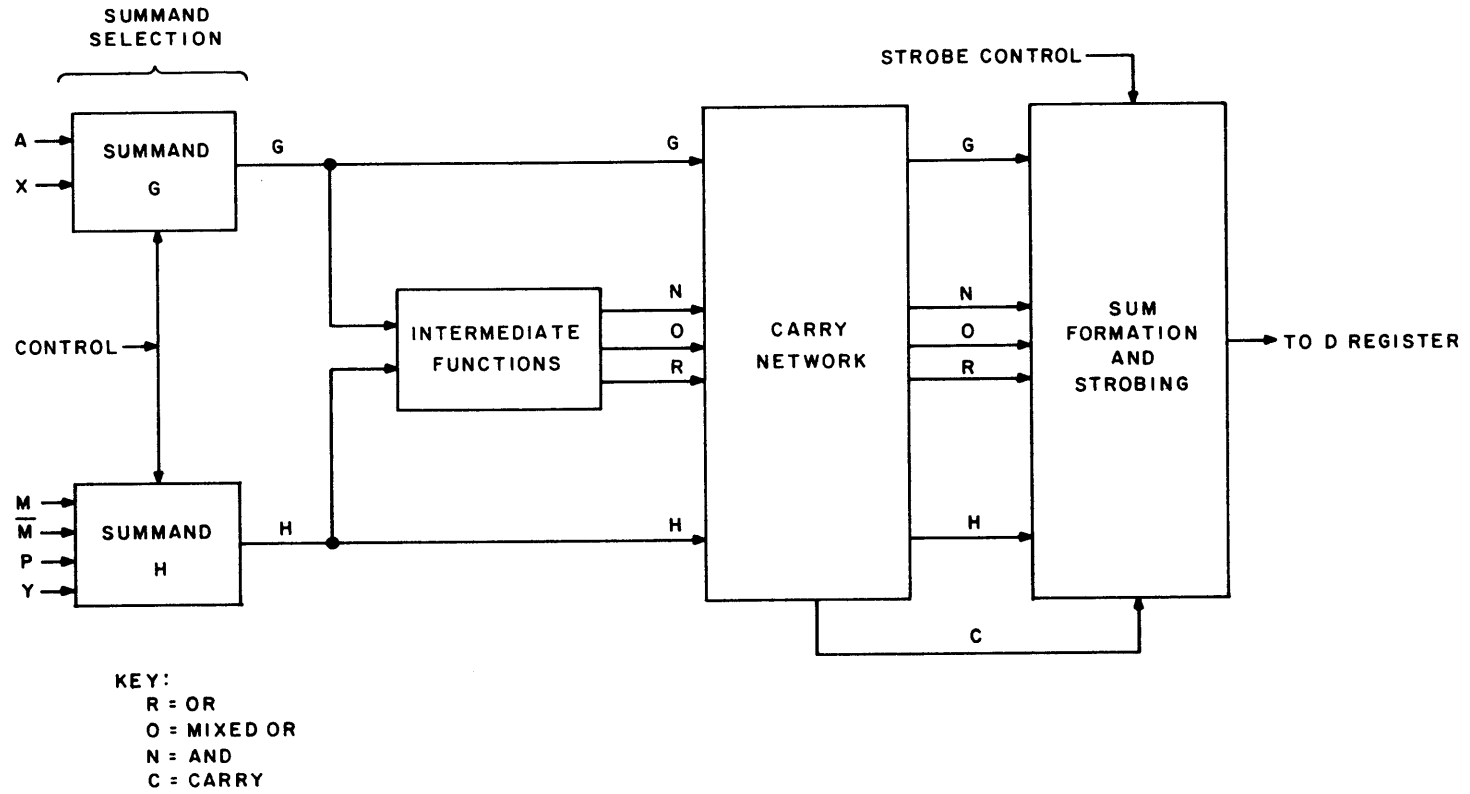 SUMMAND
SELECTION
STROBE CONTROL
A
X
SUMMAND
G
G
G
G
CONTROL
INTERMEDIATE
FUNCTIONS
N
O
R
CARRY
NETWORK
N
O
R
SUM
FORMATION
AND
STROBING
TO D REGISTER
M
M̅
P
Y
SUMMAND
H
H
H
H
C
KEY:
R = OR
O = MIXED OR
N = AND
C = CARRY